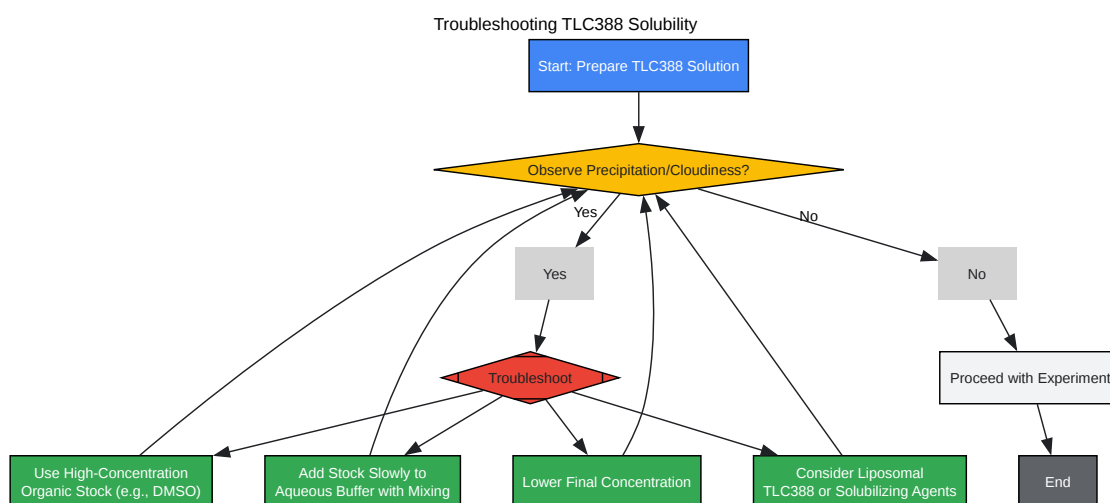 Troubleshooting TLC388 Solubility
Start: Prepare TLC388 Solution
Observe Precipitation/Cloudiness?
Yes
No
Yes
No
Troubleshoot
Proceed with Experiment
Use High-Concentration
Organic Stock (e.g., DMSO)
Add Stock Slowly to
Aqueous Buffer with Mixing
Lower Final Concentration
Consider Liposomal
TLC388 or Solubilizing Agents
End